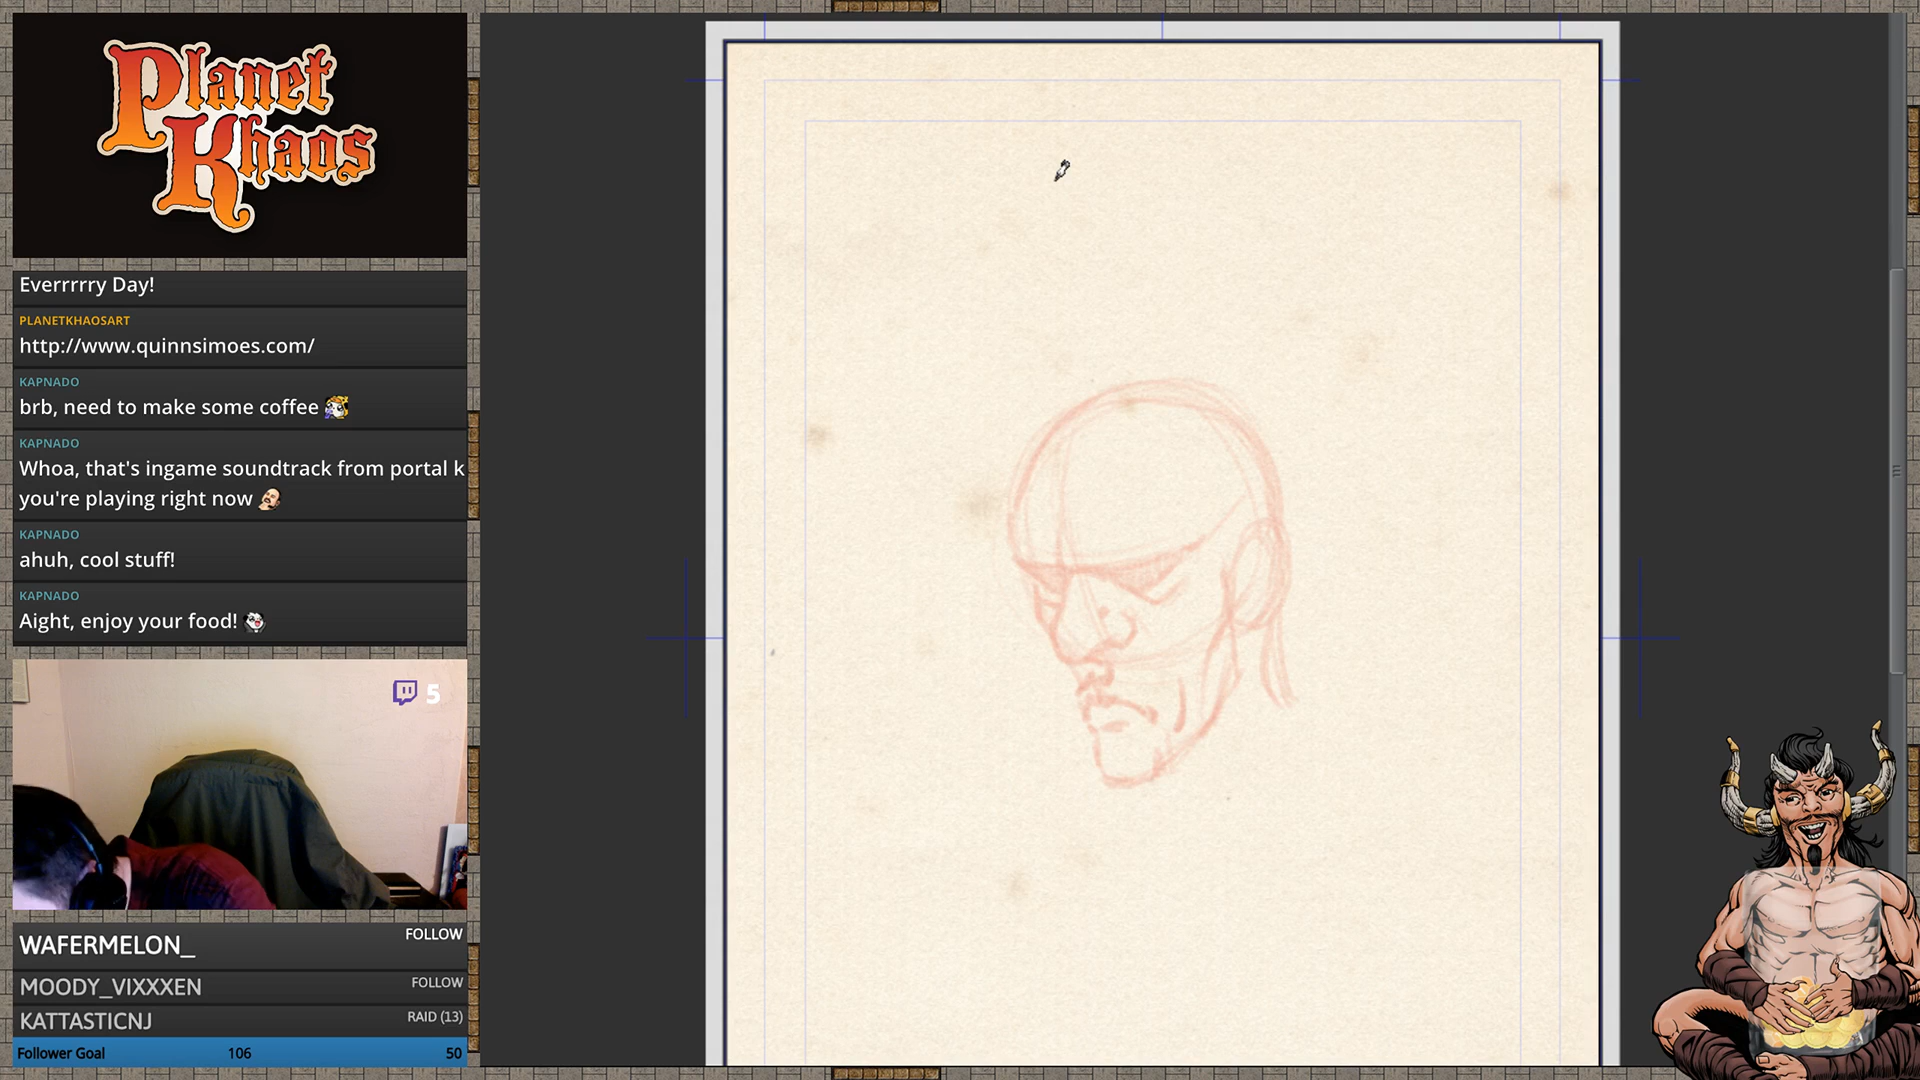 Planet
Khaos
Everrrrry Day!
PLANETKHAOSART
http://www.quinnsimoes.com/
KAPNADO
brb, need to make some coffee
KAPNADO
Whoa, that's ingame soundtrack from portal k
you're playing right now
KAPNADO
ahuh, cool stuff!
KAPNADO
Aight, enjoy your food!
5
WAFERMELON_ FOLLOW
MOODY_VIXXXEN FOLLOW
KATTASTICNJ RAID (13)
Follower Goal 106 50